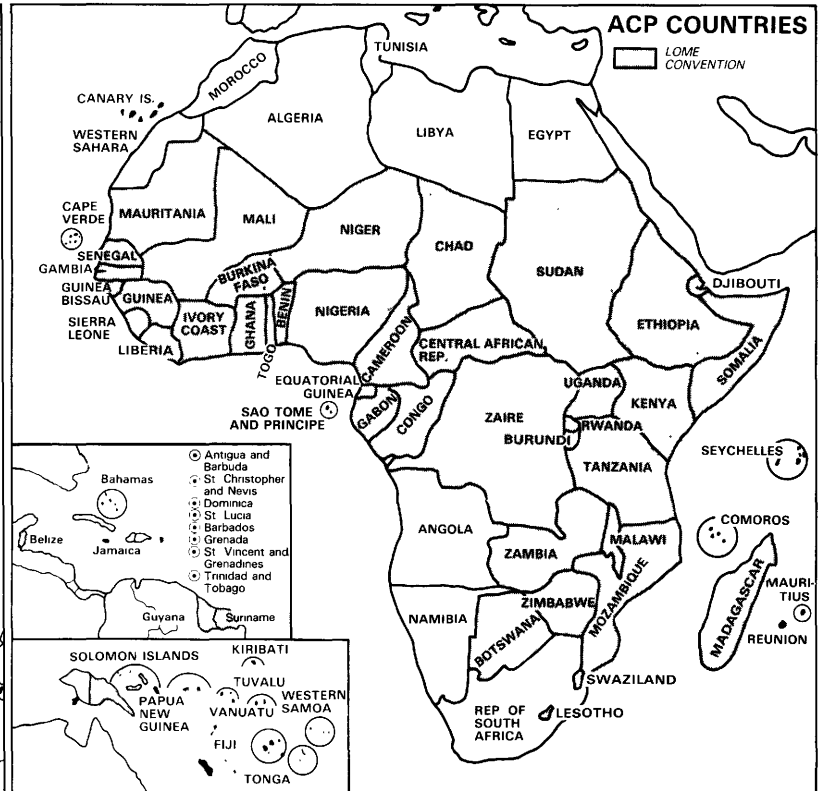 ACP COUNTRIES
LOME
CONVENTION
TUNISIA
MOROCCO
CANARY IS.
ALGERIA
LIBYA
EGYPT
WESTERN
SAHARA
CAPE
VERDE
MAURITANIA
MALI
NIGER
CHAD
SUDAN
SENEGAL
GAMBIA
GUINEA
BISSAU
GUINEA
BURKINA
FASO
DJIBOUTI
SIERRA
LEONE
IVORY
COAST
GHANA
TOGO
BENIN
NIGERIA
ETHIOPIA
LIBERIA
CAMEROON
CENTRAL AFRICAN
REP.
SOMALIA
EQUATORIAL
GUINEA
UGANDA
KENYA
SAO TOME
AND PRINCIPE
GABON
CONGO
ZAIRE
RWANDA
BURUNDI
TANZANIA
SEYCHELLES
ANGOLA
ZAMBIA
MALAWI
COMOROS
MOZAMBIQUE
MADAGASCAR
MAURI-
TIUS
REUNION
NAMIBIA
ZIMBABWE
BOTSWANA
SWAZILAND
REP OF
SOUTH
AFRICA
LESOTHO
Bahamas
Belize
Jamaica
Antigua and
Barbuda
St Christopher
and Nevis
Dominica
St Lucia
Barbados
Grenada
St Vincent and
Grenadines
Trinidad and
Tobago
Guyana
Suriname
SOLOMON ISLANDS
KIRIBATI
TUVALU
PAPUA
NEW
GUINEA
VANUATU
WESTERN
SAMOA
FIJI
TONGA